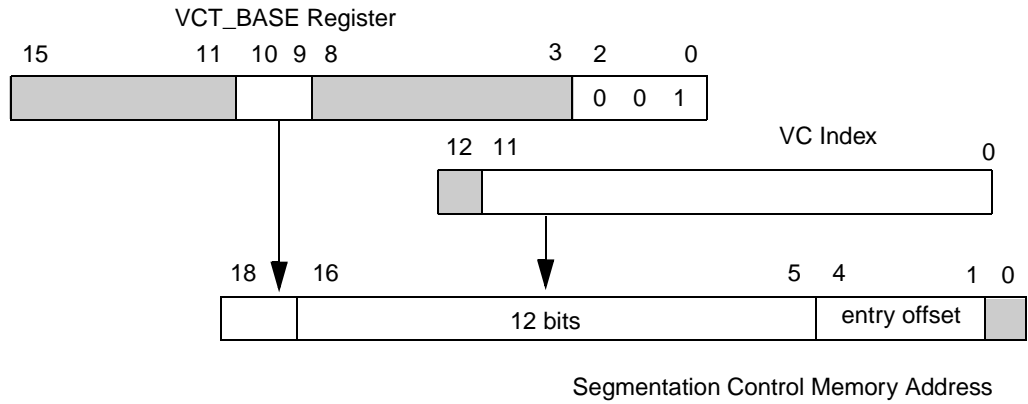 VCT_BASE Register
15 11 10 9 8 3 2 0
0 0 1
VC Index
12 11 0
18 16 5 4 1 0
12 bits entry offset
Segmentation Control Memory Address